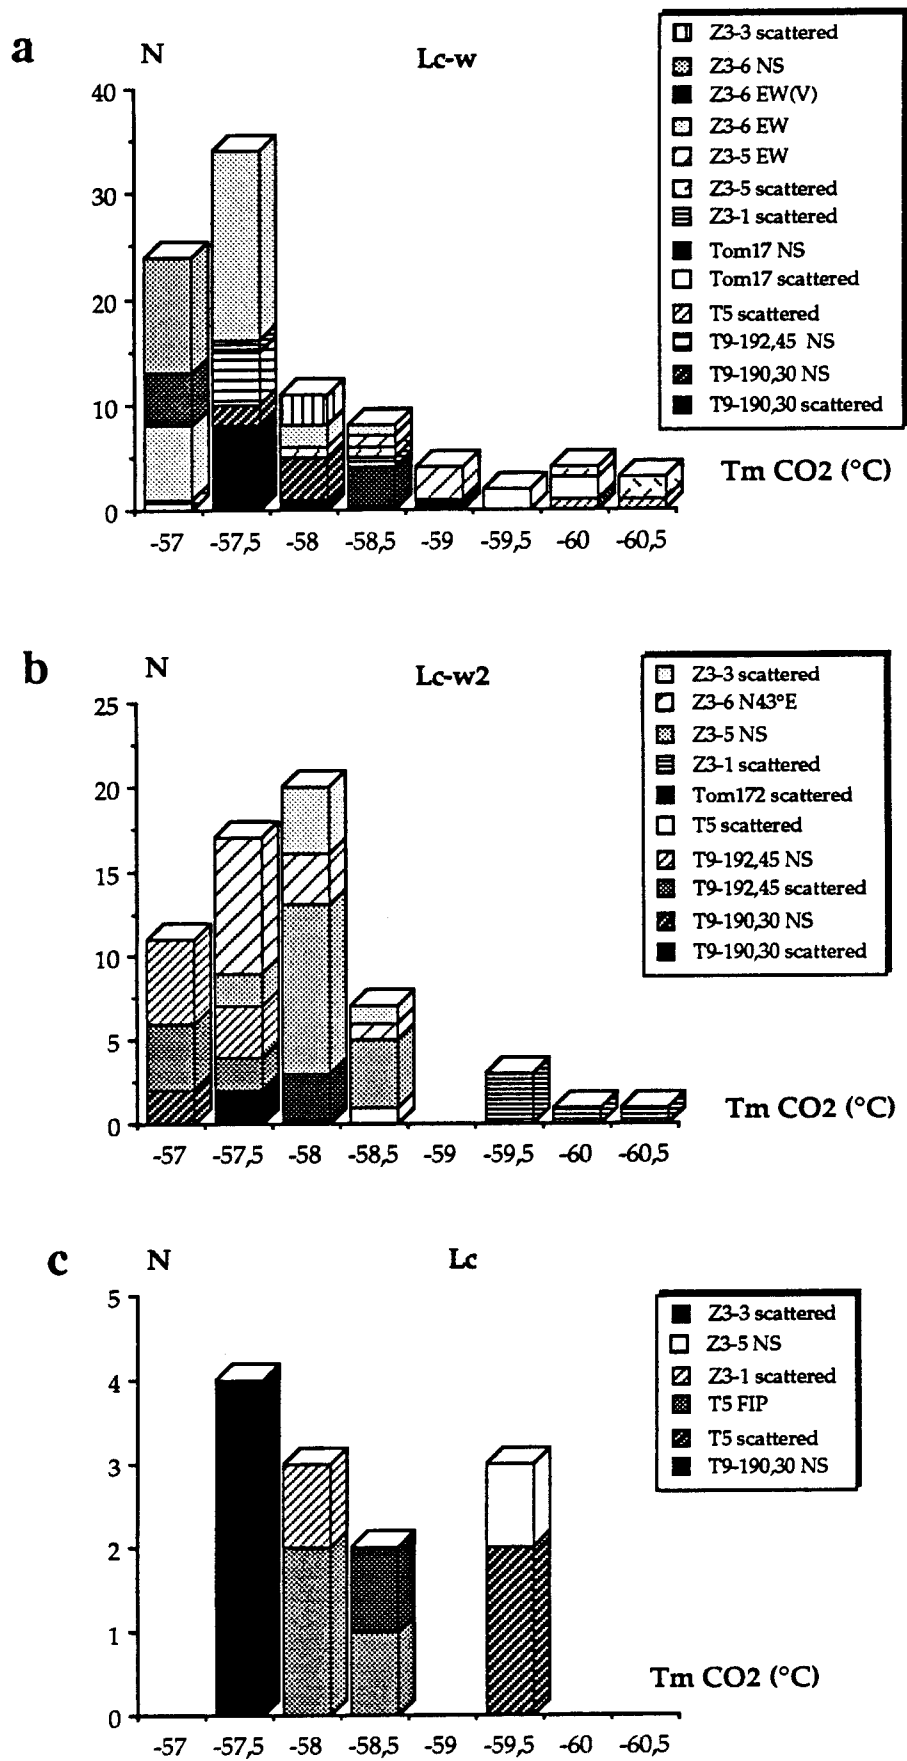 a
N
Lc-w
Z3-3 scattered
Z3-6 NS
Z3-6 EW(V)
Z3-6 EW
Z3-5 EW
Z3-5 scattered
Z3-1 scattered
Tom17 NS
Tom17 scattered
T5 scattered
T9-192,45 NS
T9-190,30 NS
T9-190,30 scattered
40
30
20
10
0
-57 -57,5 -58 -58,5 -59 -59,5 -60 -60,5
Tm CO2 (°C)
b
N
Lc-w2
Z3-3 scattered
Z3-6 N43°E
Z3-5 NS
Z3-1 scattered
Tom172 scattered
T5 scattered
T9-192,45 NS
T9-192,45 scattered
T9-190,30 NS
T9-190,30 scattered
25
20
15
10
5
0
-57 -57,5 -58 -58,5 -59 -59,5 -60 -60,5
Tm CO2 (°C)
c
N
Lc
Z3-3 scattered
Z3-5 NS
Z3-1 scattered
T5 FIP
T5 scattered
T9-190,30 NS
5
4
3
2
1
0
-57 -57,5 -58 -58,5 -59 -59,5 -60 -60,5
Tm CO2 (°C)